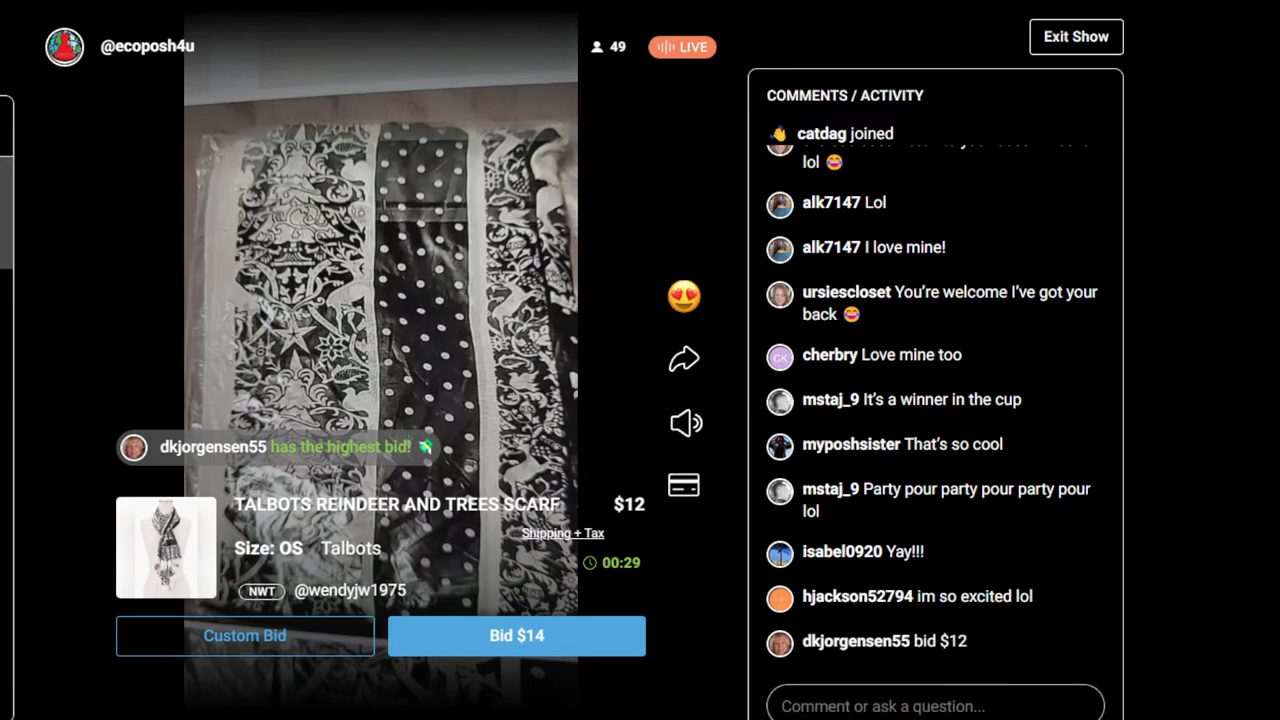 @ecoposh4u
49
LIVE
Exit Show
COMMENTS / ACTIVITY
catdag joined
lol 😂
alk7147 Lol
alk7147 I love mine!
ursiescloset You're welcome I've got your
back 😂
GK
cherbry Love mine too
mstaj_9 It's a winner in the cup
myposhsister That's so cool
mstaj_9 Party pour party pour party pour
lol
isabel0920 Yay!!!
hjackson52794 im so excited lol
dkjorgensen55 bid $12
Comment or ask a question...
dkjorgensen55 has the highest bid!
TALBOTS REINDEER AND TREES SCARF $12
Shipping + Tax
Size: OS Talbots
00:29
NWT @wendyjw1975
Custom Bid
Bid $14